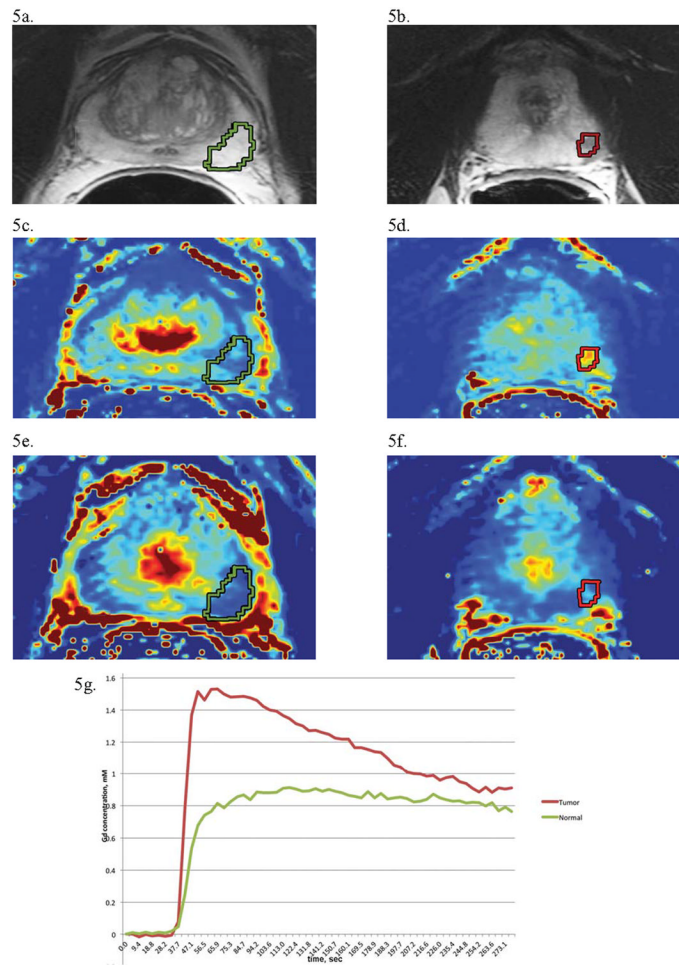 5a.
5b.
5c.
5d.
5e.
5f.
5g.
Gd concentration, mM
1.6
1.4
1.2
1
0.8
0.6
0.4
0.2
0
0.0 9.4 18.8 28.2 37.7 47.1 56.5 65.9 75.3 84.7 94.2 103.6 113.0 122.4 131.8 141.2 150.7 160.1 169.5 178.9 188.3 197.7 207.2 216.6 226.0 235.4 244.8 254.2 263.6 273.1
time, sec
Tumor
Normal